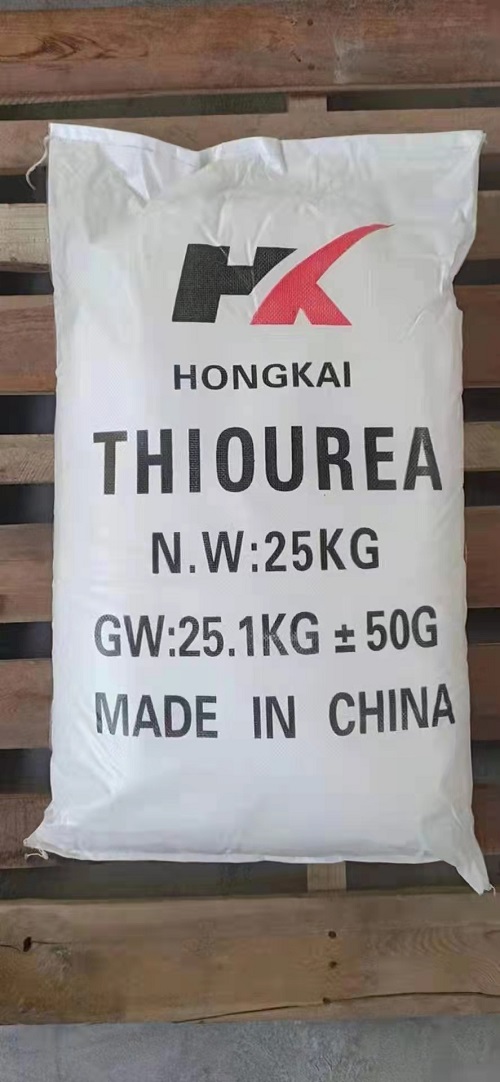 HK
HONGKAI
THIOUREA
N.W:25KG
GW:25.1KG ± 50G
MADE IN CHINA